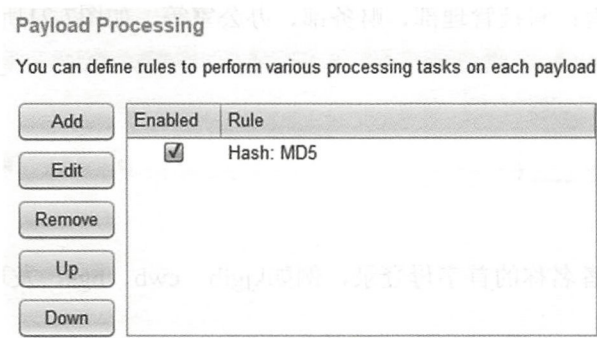 Payload Processing
You can define rules to perform various processing tasks on each payload
Add
Enabled Rule
Hash: MD5
Edit
Remove
Up
Down